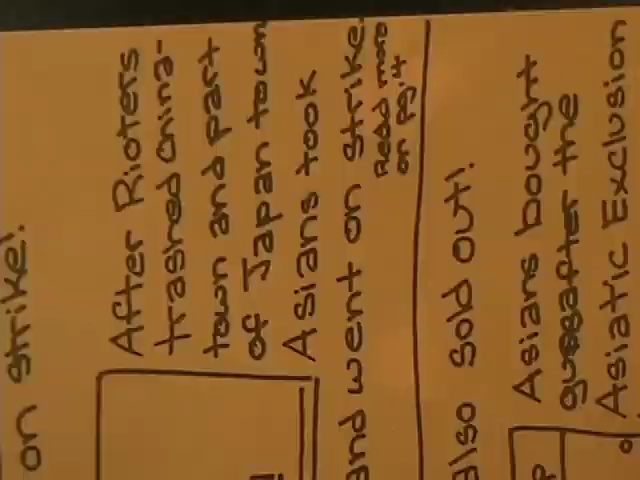 on strike!
After Rioters
trashed china-
town and part
of Japan town
Asians took
and went on strike.
Read more
on pg.4
also sold out!
Asians bought
after the
Asiatic Exclusion